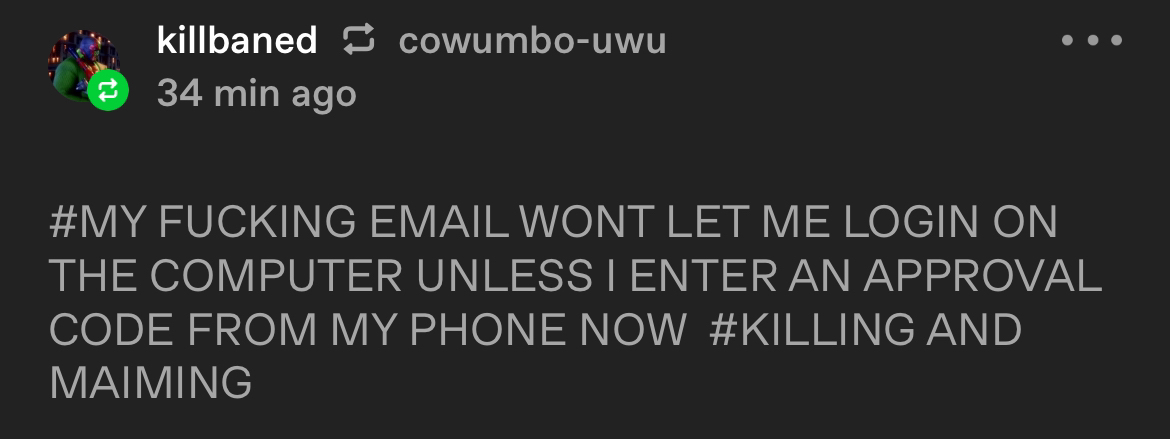 killbaned cowumbo-uwu
34 min ago
#MY FUCKING EMAIL WONT LET ME LOGIN ON
THE COMPUTER UNLESS I ENTER AN APPROVAL
CODE FROM MY PHONE NOW #KILLING AND
MAIMING